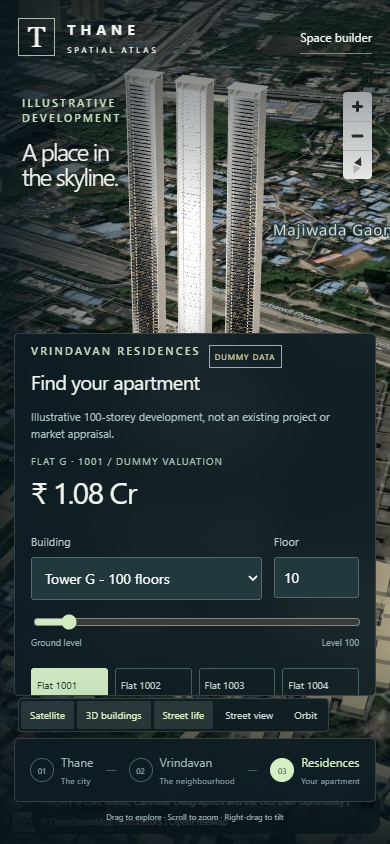 T
THANE
SPATIAL ATLAS
Space builder
ILLUSTRATIVE
DEVELOPMENT
A place in
the skyline.
Majiwada Gaon
VRINDAVAN RESIDENCES
DUMMY DATA
Find your apartment
Illustrative 100-storey development, not an existing project or
market appraisal.
FLAT G - 1001 / DUMMY VALUATION
₹ 1.08 Cr
Building
Floor
Tower G - 100 floors
10
Ground level
Level 100
Flat 1001
Flat 1002
Flat 1003
Flat 1004
Satellite
3D buildings
Street life
Street view
Orbit
01
Thane
The city
02
Vrindavan
The neighbourhood
03
Residences
Your apartment
Drag to explore · Scroll to zoom · Right-drag to tilt
© OpenStreetMap contributors | OpenFreeMap